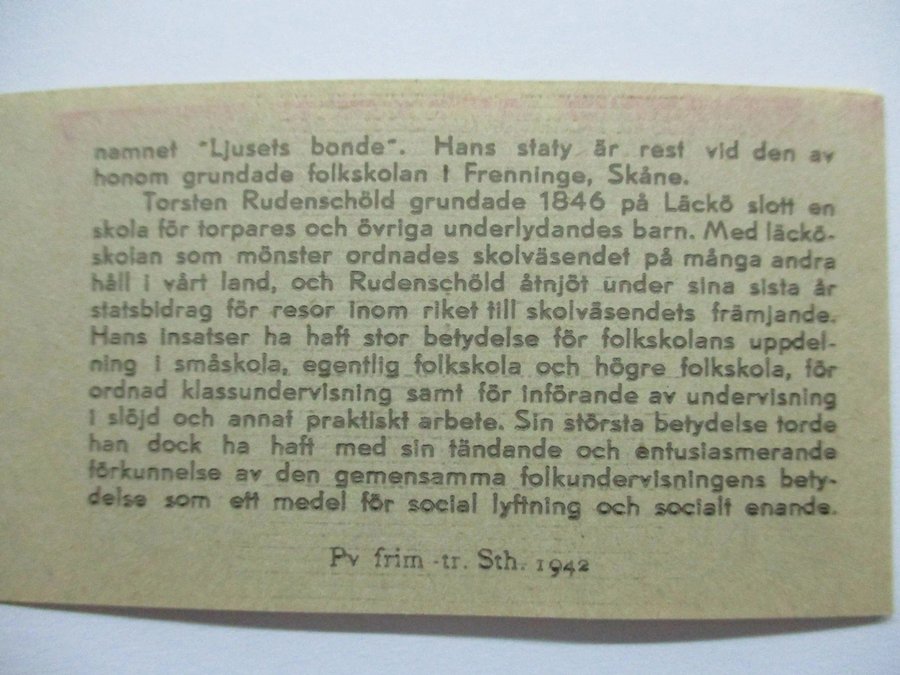 namnet "Ljusets bonde". Hans staty är rest vid den av
honom grundade folkskolan i Frenninge, Skåne.
Torsten Rudenschöld grundade 1846 på Läckö slott en
skola för torpares och övriga underlydandes barn. Med läckö-
skolan som mönster ordnades skolväsendet på många andra
håll i vårt land, och Rudenschöld åtnjöt under sina sista år
statsbidrag för resor inom riket till skolväsendets främjande.
Hans insatser ha haft stor betydelse för folkskolans uppdel-
ning i småskola, egentlig folkskola och högre folkskola, för
ordnad klassundervisning samt för införande av undervisning
i slöjd och annat praktiskt arbete. Sin största betydelse torde
han dock ha haft med sin tändande och entusiasmerande
förkunnelse av den gemensamma folkundervisningens bety-
delse som ett medel för social lyftning och socialt enande.
Pv frim -tr. Sth. 1942